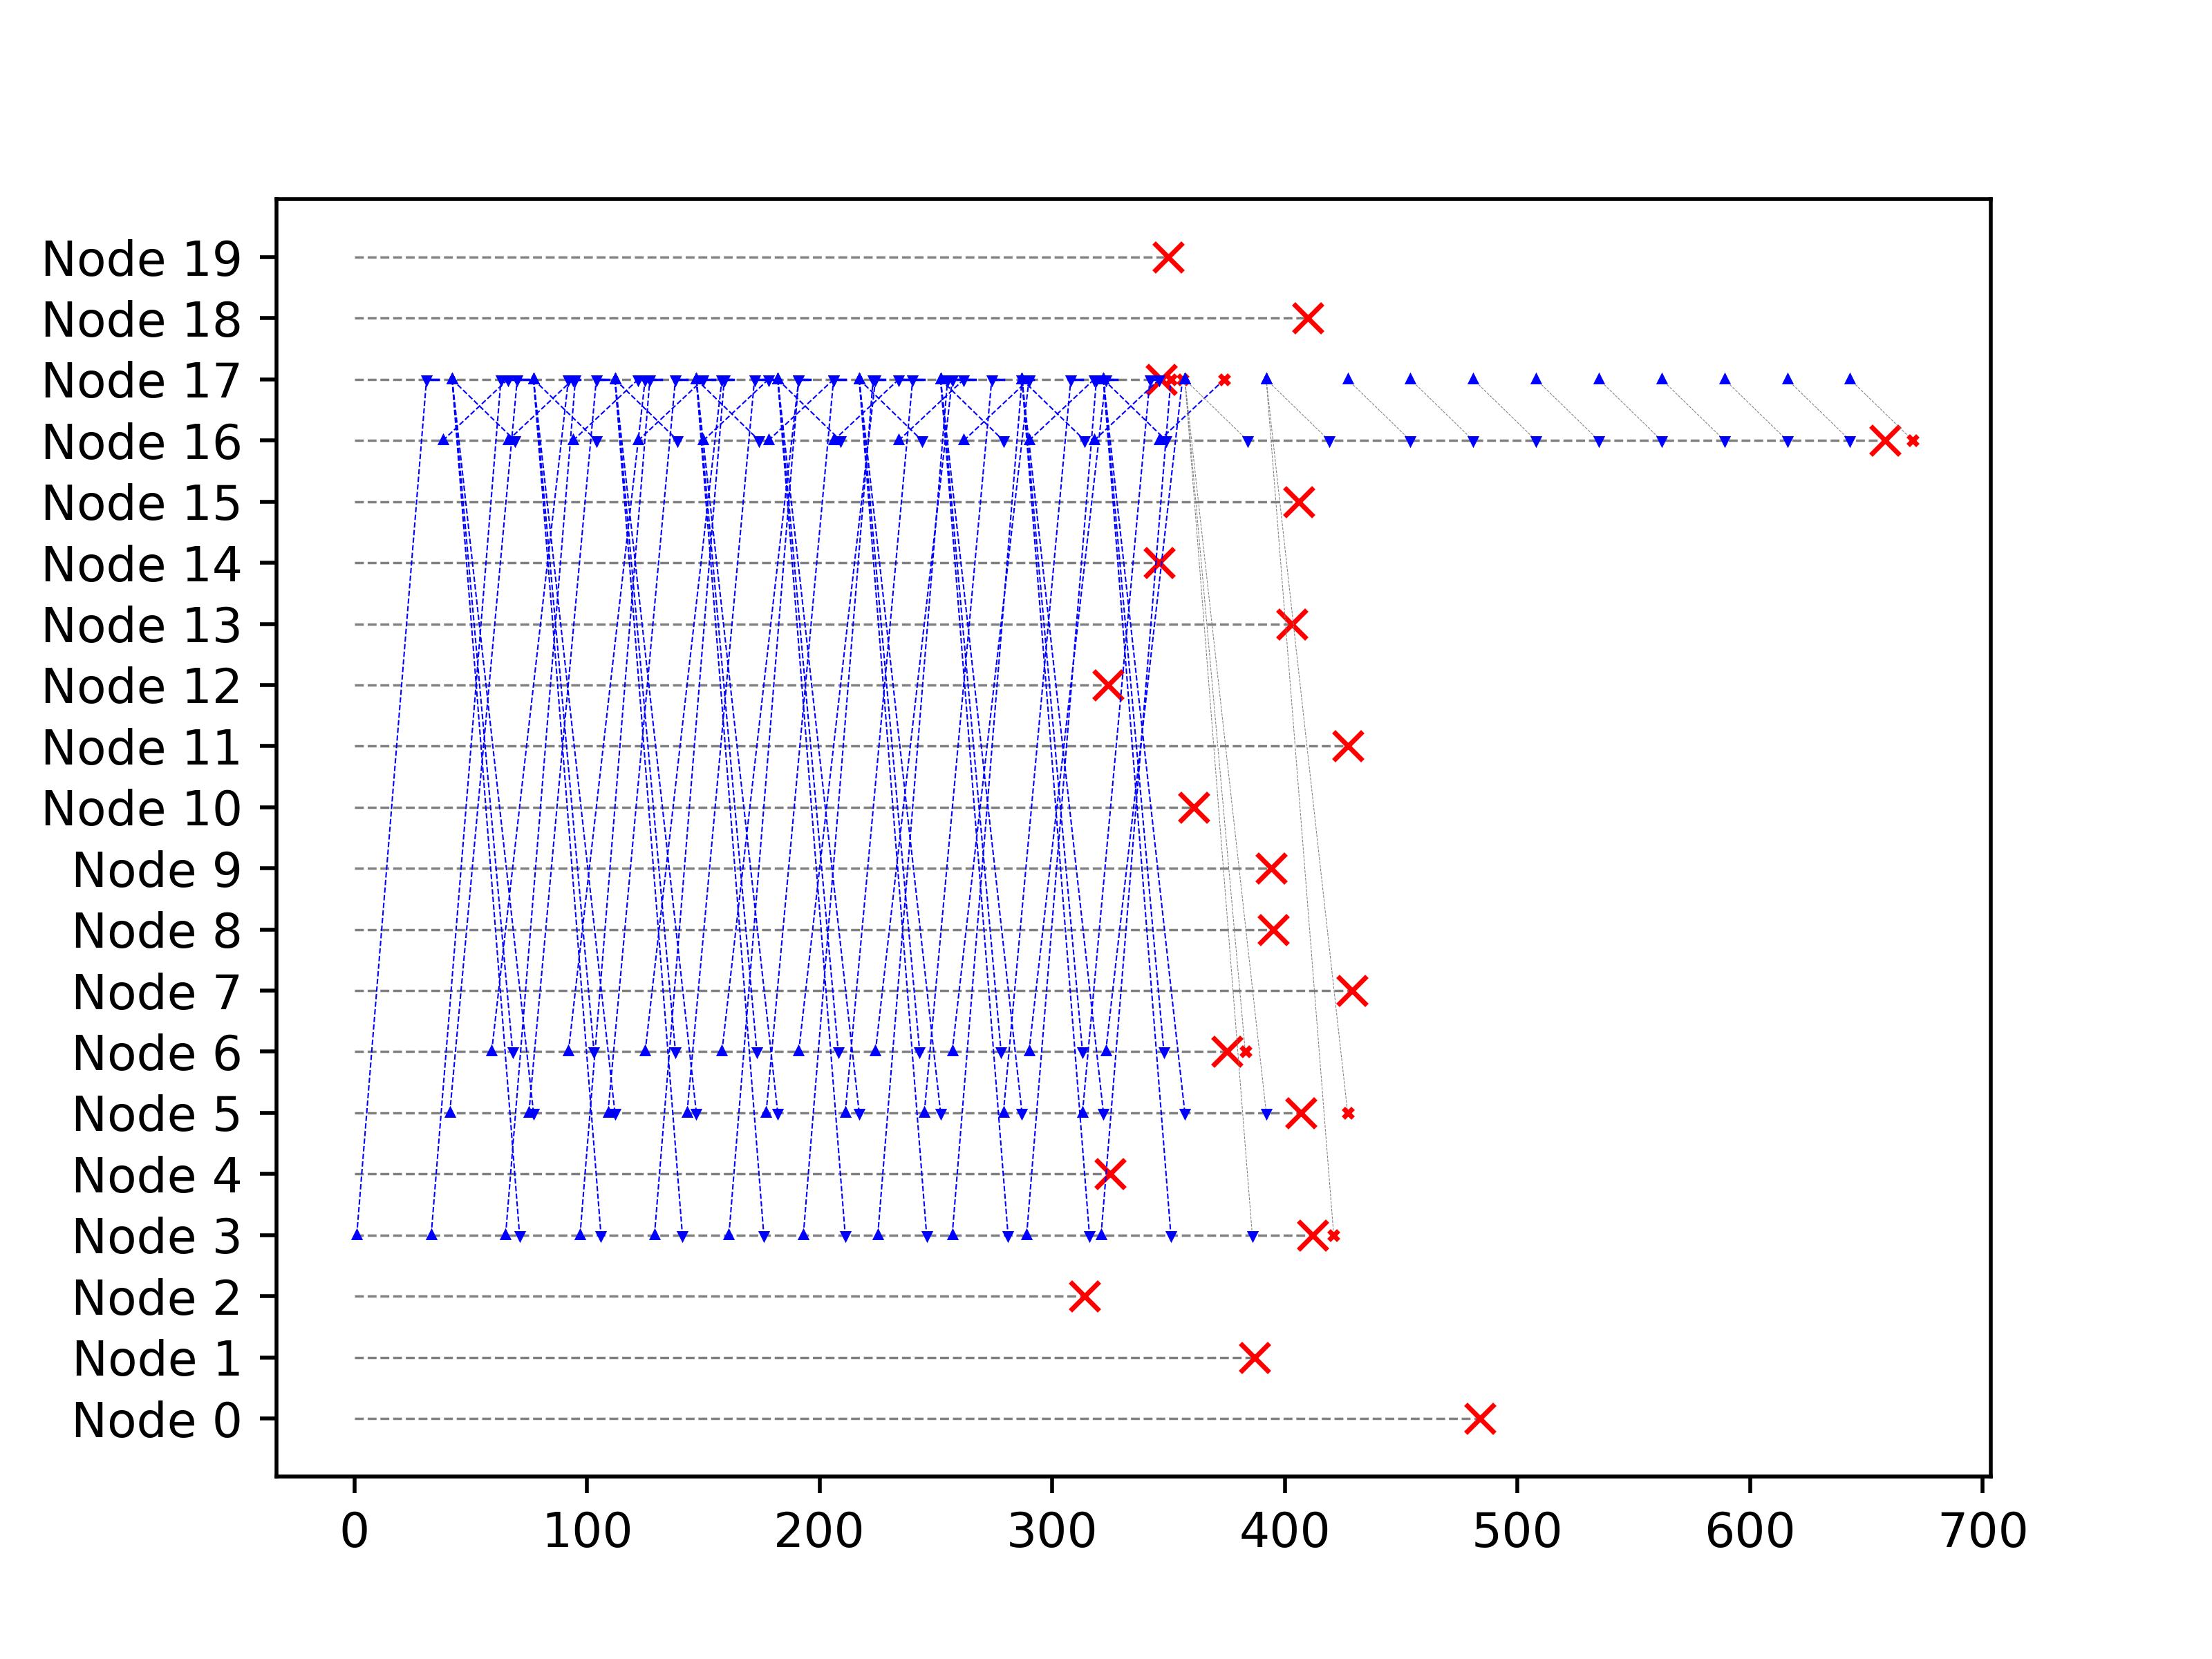 Node 19
Node 18
Node 17
Node 16
Node 15
Node 14
Node 13
Node 12
Node 11
Node 10
Node 9
Node 8
Node 7
Node 6
Node 5
Node 4
Node 3
Node 2
Node 1
Node 0
0 100 200 300 400 500 600 700